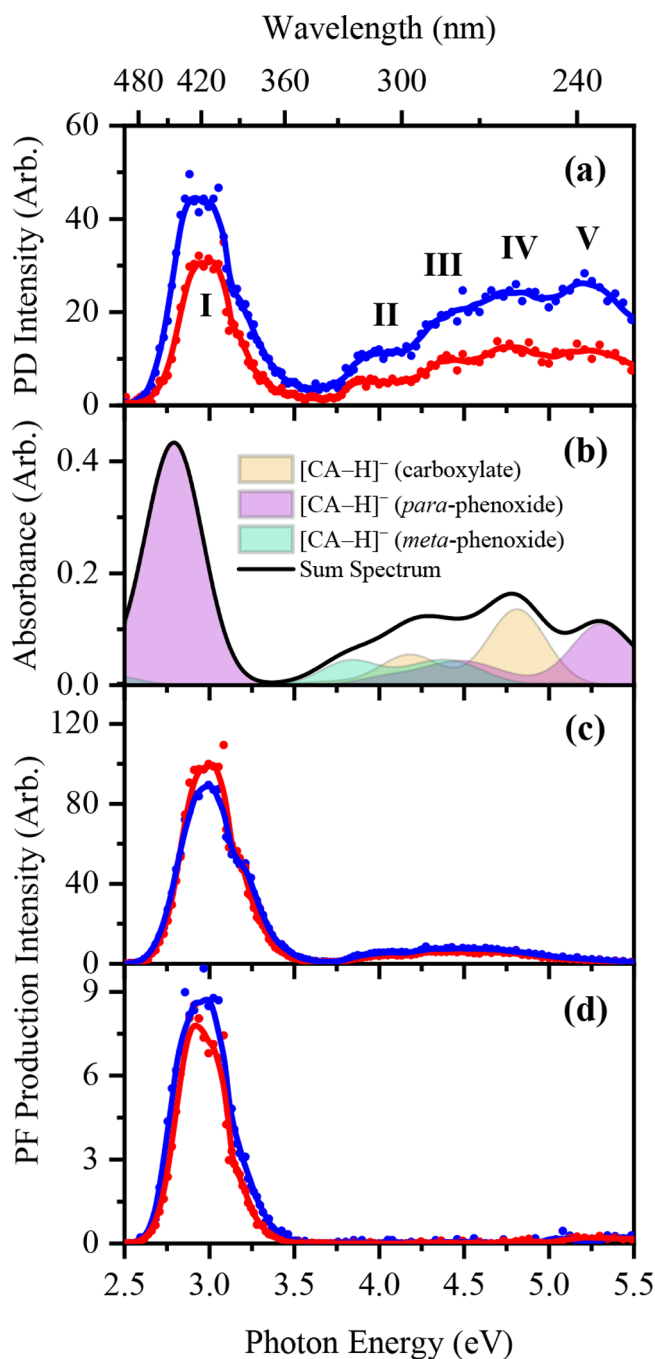 Wavelength (nm)
480 420 360 300 240
60
40
20
0
PD Intensity (Arb.)
(a)
I
II
III
IV
V
0.4
0.2
0.0
Absorbance (Arb.)
(b)
[CA–H]⁻ (carboxylate)
[CA–H]⁻ (para-phenoxide)
[CA–H]⁻ (meta-phenoxide)
Sum Spectrum
120
80
40
0
(c)
PF Production Intensity (Arb.)
9
6
3
0
(d)
2.5 3.0 3.5 4.0 4.5 5.0 5.5
Photon Energy (eV)